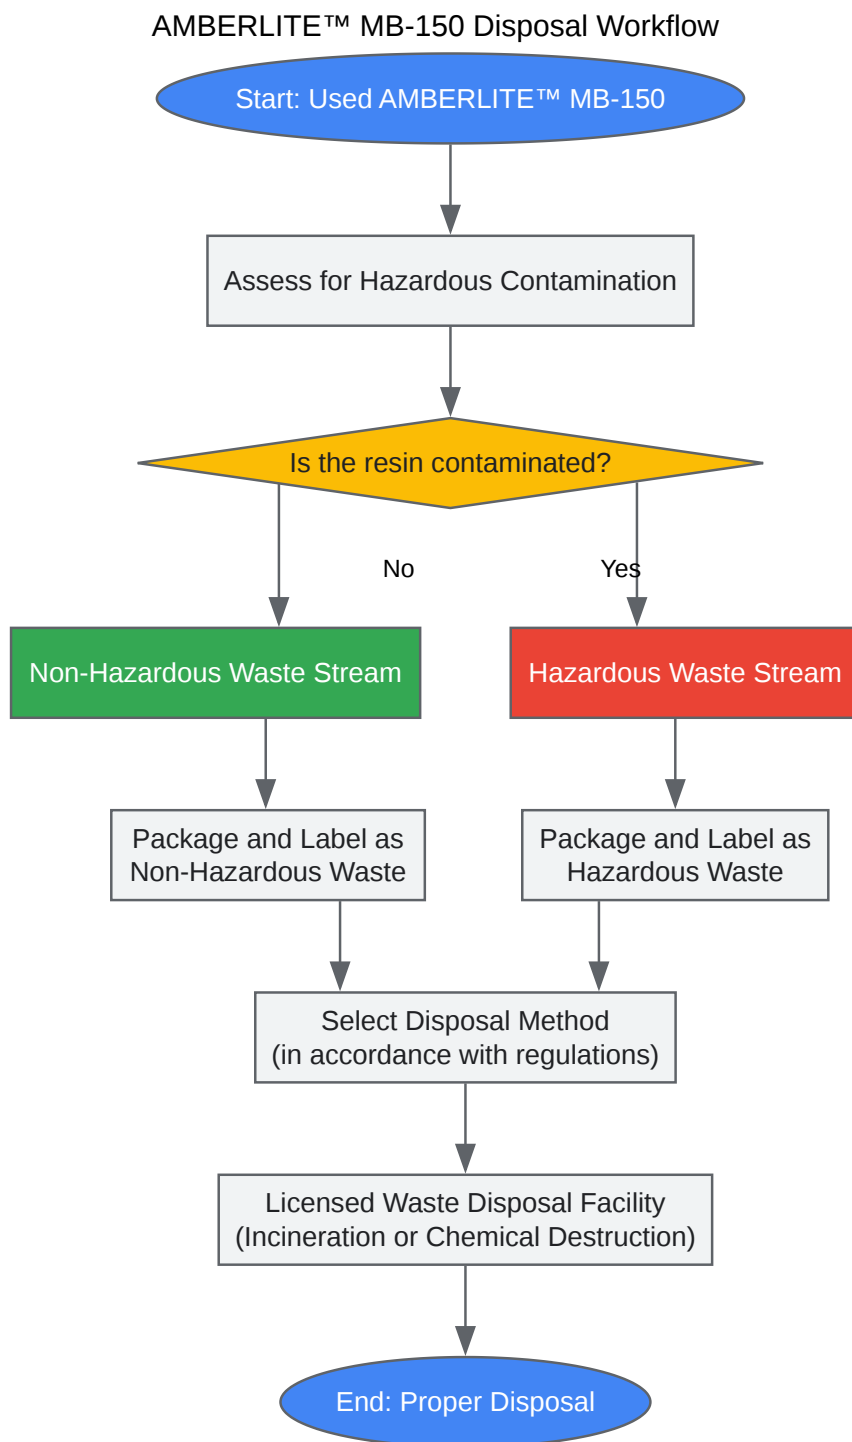 AMBERLITE™ MB-150 Disposal Workflow
Start: Used AMBERLITE™ MB-150
Assess for Hazardous Contamination
Is the resin contaminated?
No
Yes
Non-Hazardous Waste Stream
Hazardous Waste Stream
Package and Label as
Non-Hazardous Waste
Package and Label as
Hazardous Waste
Select Disposal Method
(in accordance with regulations)
Licensed Waste Disposal Facility
(Incineration or Chemical Destruction)
End: Proper Disposal